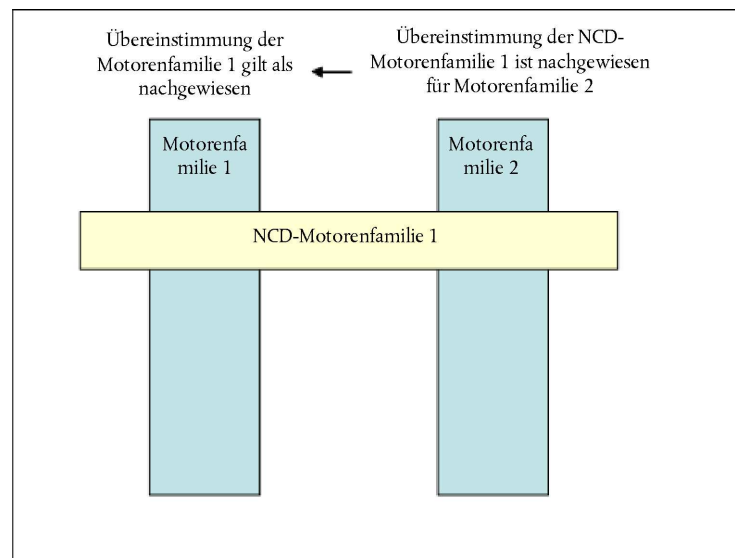 Übereinstimmung der
Motorenfamilie 1 gilt als
nachgewiesen
Übereinstimmung der NCD-
Motorenfamilie 1 ist nachgewiesen
für Motorenfamilie 2
Motorenfa
milie 1
Motorenfa
milie 2
NCD-Motorenfamilie 1